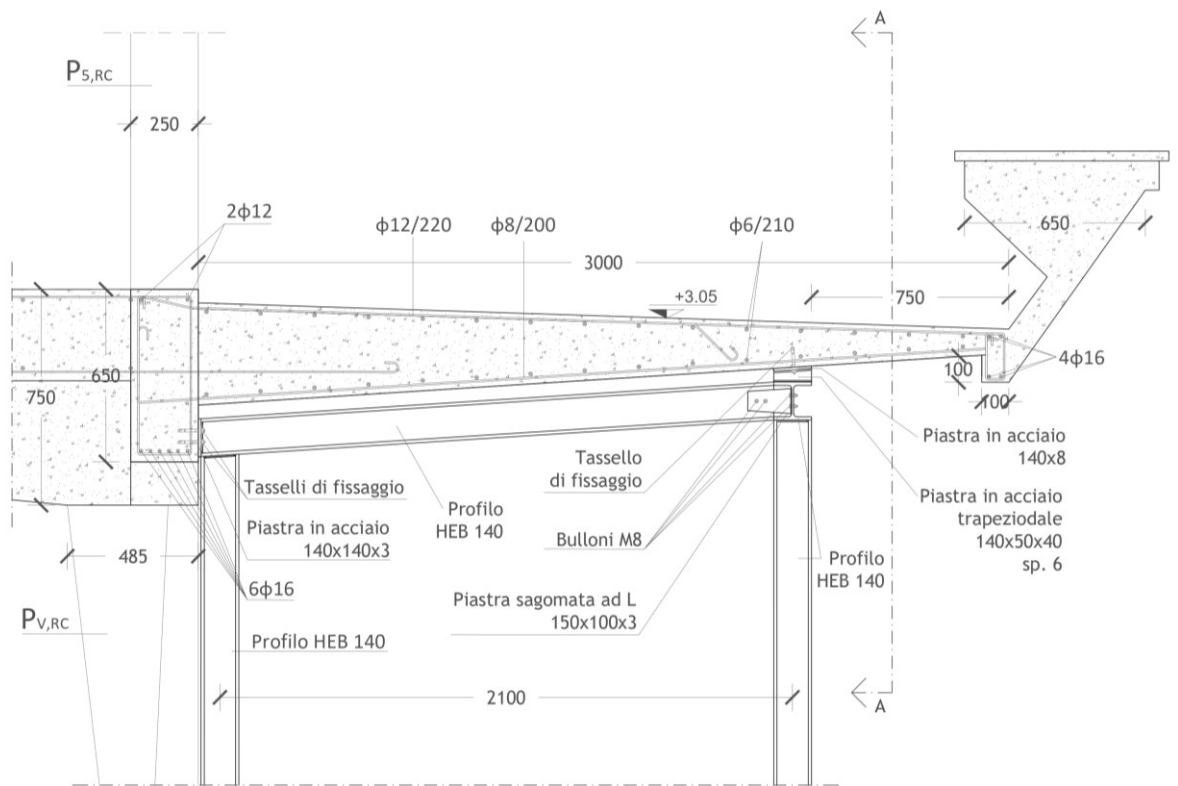 A
P5,RC
250
650
2ϕ12
ϕ12/220
ϕ8/200
ϕ6/210
3000
+3.05
750
650
750
100
100
4ϕ16
Piastra in acciaio
140x8
Tasselli di fissaggio
Tassello
di fissaggio
Profilo
HEB 140
Piastra in acciaio
140x140x3
Bulloni M8
Piastra in acciaio
trapeziodale
140x50x40
sp. 6
485
6ϕ16
Profilo
HEB 140
Piastra sagomata ad L
150x100x3
PV,RC
Profilo HEB 140
2100
A